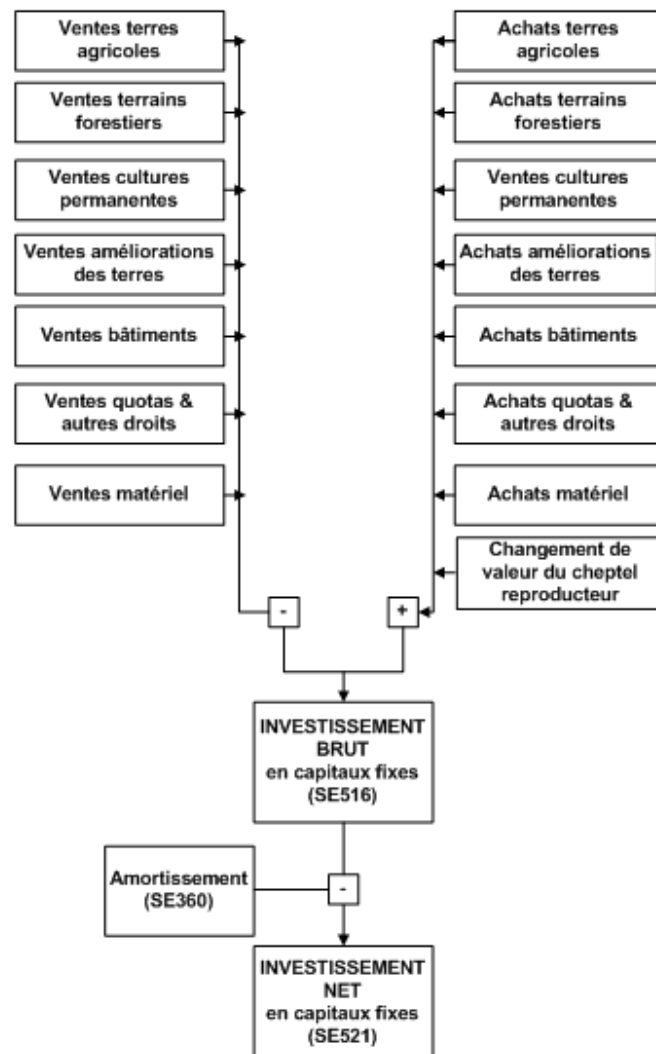 Ventes terres
agricoles
Achats terres
agricoles
Ventes terrains
forestiers
Achats terrains
forestiers
Ventes cultures
permanentes
Ventes cultures
permanentes
Ventes améliorations
des terres
Achats améliorations
des terres
Ventes bâtiments
Achats bâtiments
Ventes quotas &
autres droits
Achats quotas &
autres droits
Ventes matériel
Achats matériel
Changement de
valeur du cheptel
reproducteur
-
+
INVESTISSEMENT
BRUT
en capitaux fixes
(SE516)
Amortissement
(SE360)
-
INVESTISSEMENT
NET
en capitaux fixes
(SE521)